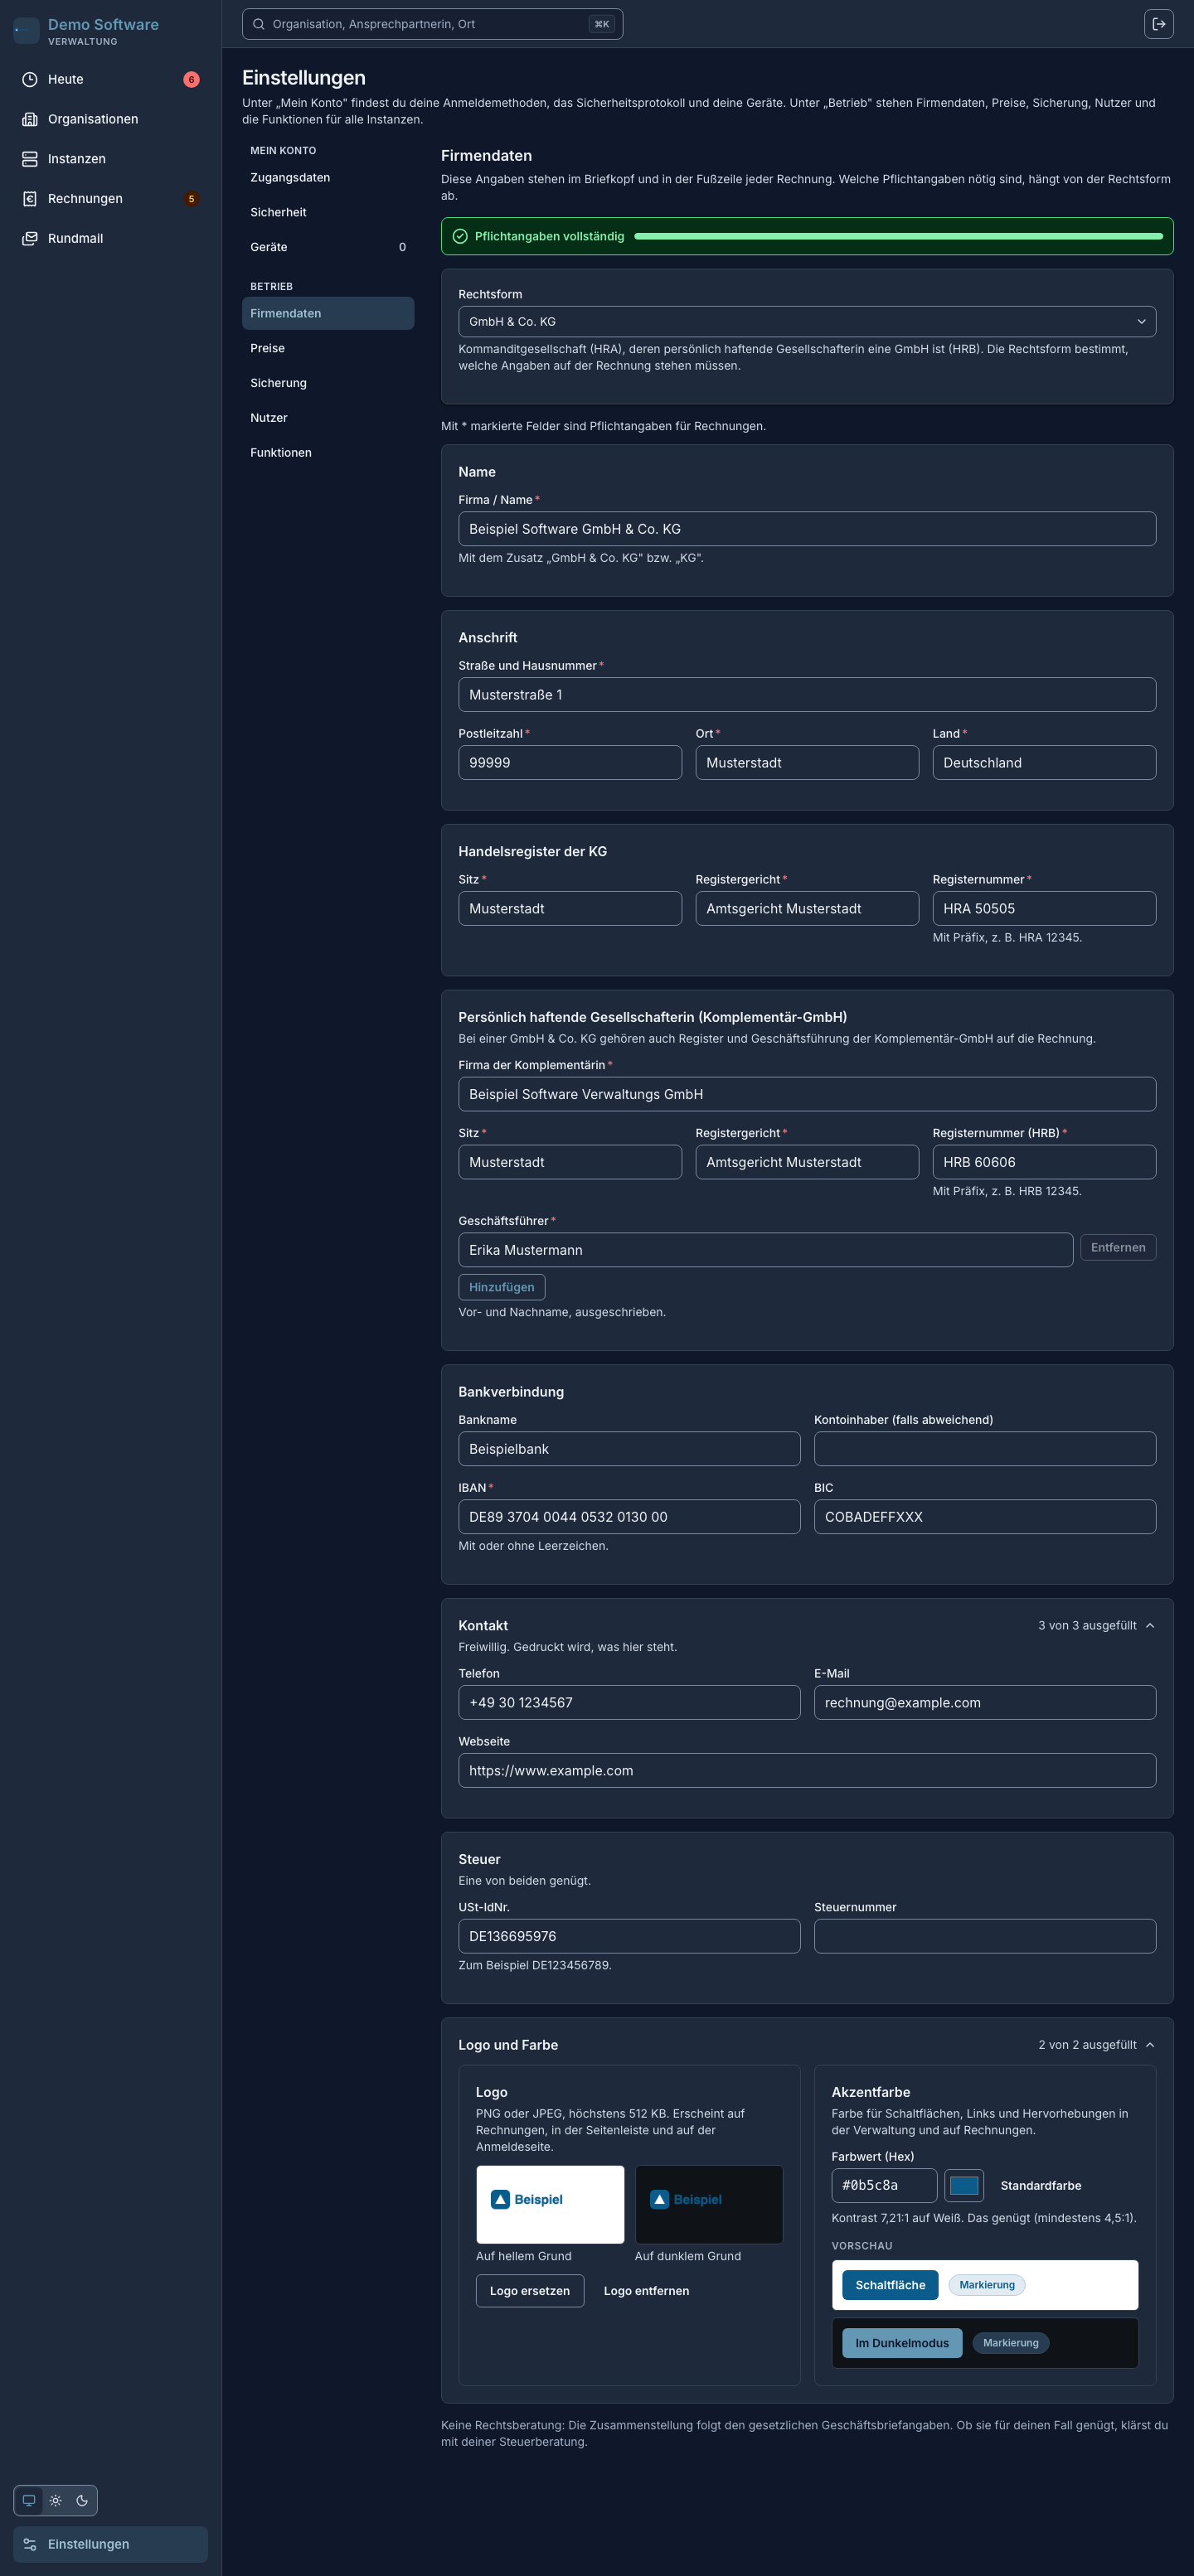 Demo Software
VERWALTUNG
Heute 6
Organisationen
Instanzen
Rechnungen 5
Rundmail
Organisation, Ansprechpartnerin, Ort ⌘K
Einstellungen
Unter „Mein Konto" findest du deine Anmeldemethoden, das Sicherheitsprotokoll und deine Geräte. Unter „Betrieb" stehen Firmendaten, Preise, Sicherung, Nutzer und
die Funktionen für alle Instanzen.
MEIN KONTO
Zugangsdaten
Sicherheit
Geräte 0
BETRIEB
Firmendaten
Preise
Sicherung
Nutzer
Funktionen
Firmendaten
Diese Angaben stehen im Briefkopf und in der Fußzeile jeder Rechnung. Welche Pflichtangaben nötig sind, hängt von der Rechtsform
ab.
Pflichtangaben vollständig
Rechtsform
GmbH & Co. KG
Kommanditgesellschaft (HRA), deren persönlich haftende Gesellschafterin eine GmbH ist (HRB). Die Rechtsform bestimmt,
welche Angaben auf der Rechnung stehen müssen.
Mit * markierte Felder sind Pflichtangaben für Rechnungen.
Name
Firma / Name *
Beispiel Software GmbH & Co. KG
Mit dem Zusatz „GmbH & Co. KG" bzw. „KG".
Anschrift
Straße und Hausnummer *
Musterstraße 1
Postleitzahl * Ort * Land *
99999 Musterstadt Deutschland
Handelsregister der KG
Sitz * Registergericht * Registernummer *
Musterstadt Amtsgericht Musterstadt HRA 50505
Mit Präfix, z. B. HRA 12345.
Persönlich haftende Gesellschafterin (Komplementär-GmbH)
Bei einer GmbH & Co. KG gehören auch Register und Geschäftsführung der Komplementär-GmbH auf die Rechnung.
Firma der Komplementärin *
Beispiel Software Verwaltungs GmbH
Sitz * Registergericht * Registernummer (HRB) *
Musterstadt Amtsgericht Musterstadt HRB 60606
Mit Präfix, z. B. HRB 12345.
Geschäftsführer *
Erika Mustermann Entfernen
Hinzufügen
Vor- und Nachname, ausgeschrieben.
Bankverbindung
Bankname Kontoinhaber (falls abweichend)
Beispielbank
IBAN * BIC
DE89 3704 0044 0532 0130 00 COBADEFFXXX
Mit oder ohne Leerzeichen.
Kontakt 3 von 3 ausgefüllt
Freiwillig. Gedruckt wird, was hier steht.
Telefon E-Mail
+49 30 1234567 rechnung@example.com
Webseite
https://www.example.com
Steuer
Eine von beiden genügt.
USt-IdNr. Steuernummer
DE136695976
Zum Beispiel DE123456789.
Logo und Farbe 2 von 2 ausgefüllt
Logo
PNG oder JPEG, höchstens 512 KB. Erscheint auf
Rechnungen, in der Seitenleiste und auf der
Anmeldeseite.
Beispiel Beispiel
Auf hellem Grund Auf dunklem Grund
Logo ersetzen Logo entfernen
Akzentfarbe
Farbe für Schaltflächen, Links und Hervorhebungen in
der Verwaltung und auf Rechnungen.
Farbwert (Hex)
#0b5c8a Standardfarbe
Kontrast 7,21:1 auf Weiß. Das genügt (mindestens 4,5:1).
VORSCHAU
Schaltfläche Markierung
Im Dunkelmodus Markierung
Keine Rechtsberatung: Die Zusammenstellung folgt den gesetzlichen Geschäftsbriefangaben. Ob sie für deinen Fall genügt, klärst du
mit deiner Steuerberatung.
Einstellungen